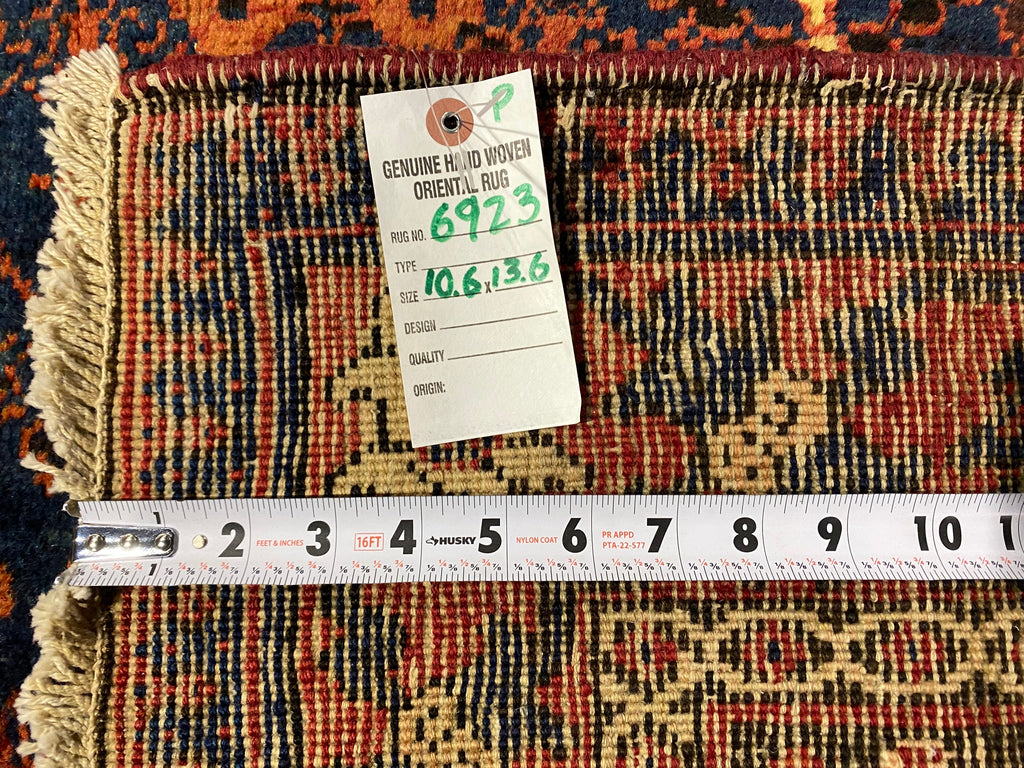 P
GENUINE HAND WOVEN
ORIENTAL RUG
RUG NO. 6923
TYPE
SIZE 10.6 x 13.6
DESIGN
QUALITY
ORIGIN:
1 2 FEET & INCHES 3 16FT 4 HUSKY 5 NYLON COAT 6 PR APPD PTA-22-577 7 8 9 10 1
1